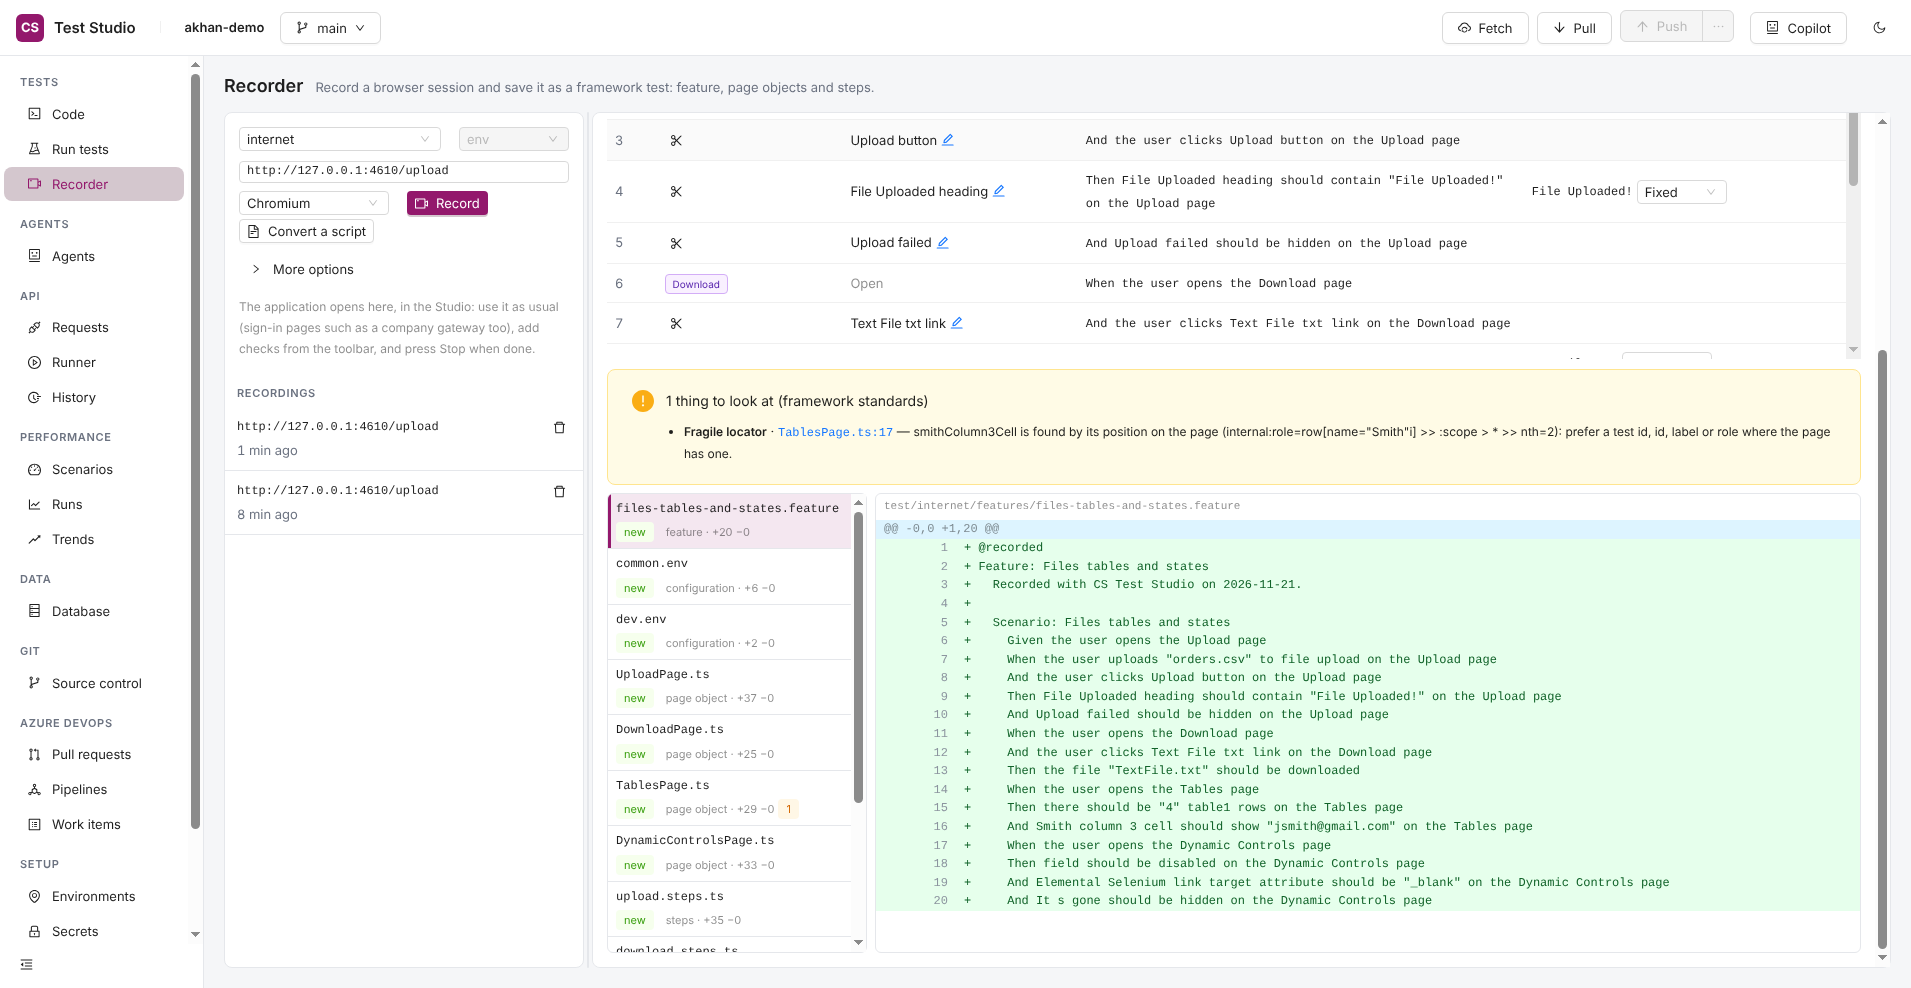 CS Test Studio
akhan-demo
main
Fetch
Pull
Push
...
Copilot
TESTS
Code
Run tests
Recorder
AGENTS
Agents
API
Requests
Runner
History
PERFORMANCE
Scenarios
Runs
Trends
DATA
Database
GIT
Source control
AZURE DEVOPS
Pull requests
Pipelines
Work items
SETUP
Environments
Secrets
Recorder Record a browser session and save it as a framework test: feature, page objects and steps.
internet
env
http://127.0.0.1:4610/upload
Chromium
Record
Convert a script
More options
The application opens here, in the Studio: use it as usual
(sign-in pages such as a company gateway too), add
checks from the toolbar, and press Stop when done.
RECORDINGS
http://127.0.0.1:4610/upload
1 min ago
http://127.0.0.1:4610/upload
8 min ago
3 Upload button And the user clicks Upload button on the Upload page
4 File Uploaded heading Then File Uploaded heading should contain "File Uploaded!"
on the Upload page
File Uploaded! Fixed
5 Upload failed And Upload failed should be hidden on the Upload page
6 Download Open When the user opens the Download page
7 Text File txt link And the user clicks Text File txt link on the Download page
1 thing to look at (framework standards)
• Fragile locator · TablesPage.ts:17 — smithColumn3Cell is found by its position on the page (internal:role=row[name="Smith"i] >> :scope > * >> nth=2): prefer a test id, id, label or role where the page
has one.
files-tables-and-states.feature
new feature · +20 −0
common.env
new configuration · +6 −0
dev.env
new configuration · +2 −0
UploadPage.ts
new page object · +37 −0
DownloadPage.ts
new page object · +25 −0
TablesPage.ts
new page object · +29 −0 1
DynamicControlsPage.ts
new page object · +33 −0
upload.steps.ts
new steps · +35 −0
download.steps.ts
test/internet/features/files-tables-and-states.feature
@@ -0,0 +1,20 @@
1 + @recorded
2 + Feature: Files tables and states
3 + Recorded with CS Test Studio on 2026-11-21.
4 +
5 + Scenario: Files tables and states
6 + Given the user opens the Upload page
7 + When the user uploads "orders.csv" to file upload on the Upload page
8 + And the user clicks Upload button on the Upload page
9 + Then File Uploaded heading should contain "File Uploaded!" on the Upload page
10 + And Upload failed should be hidden on the Upload page
11 + When the user opens the Download page
12 + And the user clicks Text File txt link on the Download page
13 + Then the file "TextFile.txt" should be downloaded
14 + When the user opens the Tables page
15 + Then there should be "4" table1 rows on the Tables page
16 + And Smith column 3 cell should show "jsmith@gmail.com" on the Tables page
17 + When the user opens the Dynamic Controls page
18 + Then field should be disabled on the Dynamic Controls page
19 + And Elemental Selenium link target attribute should be "_blank" on the Dynamic Controls page
20 + And It s gone should be hidden on the Dynamic Controls page